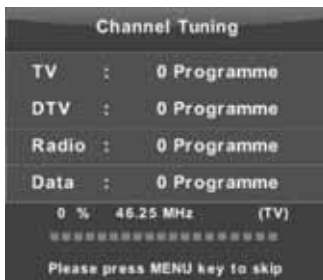 Channel Tuning
TV : 0 Programme
DTV : 0 Programme
Radio : 0 Programme
Data : 0 Programme
0 % 46.25 MHz (TV)
Please press MENU key to skip